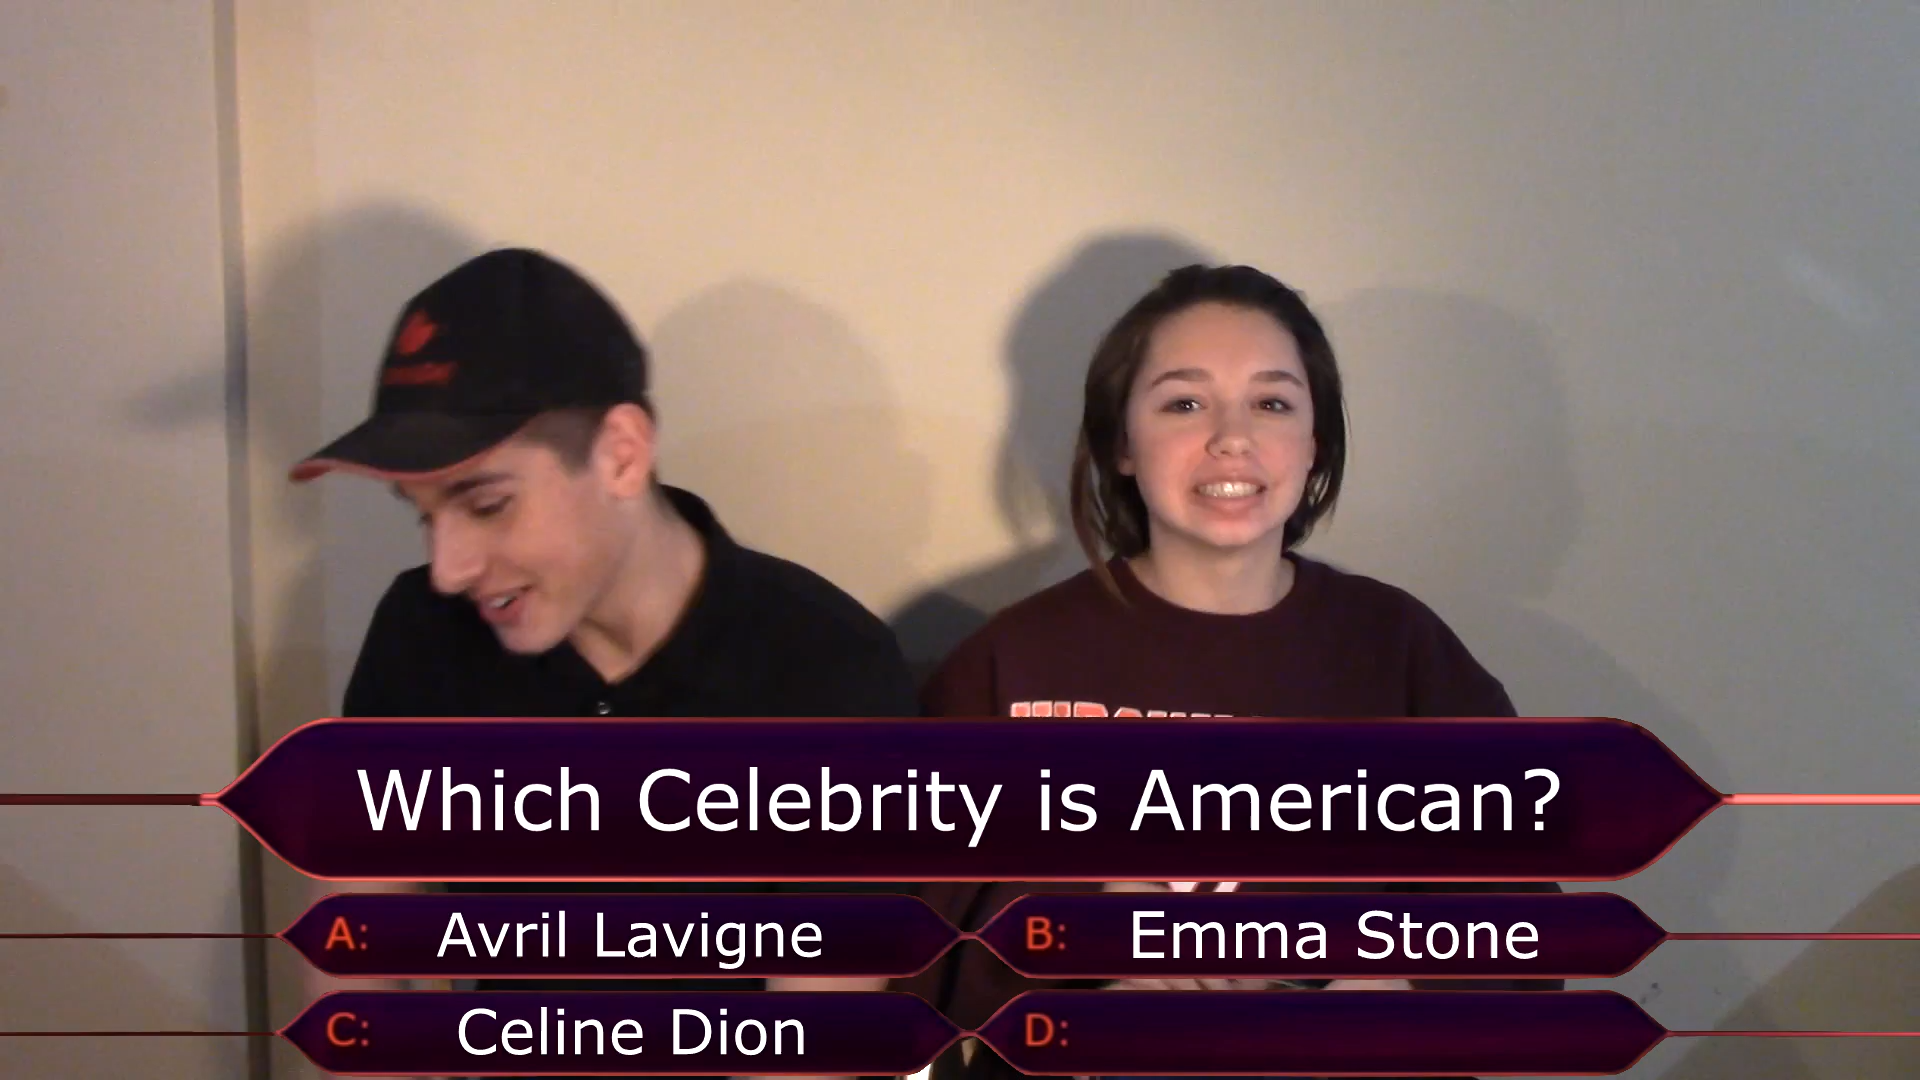 Which Celebrity is American?
A: Avril Lavigne
B: Emma Stone
C: Celine Dion
D: